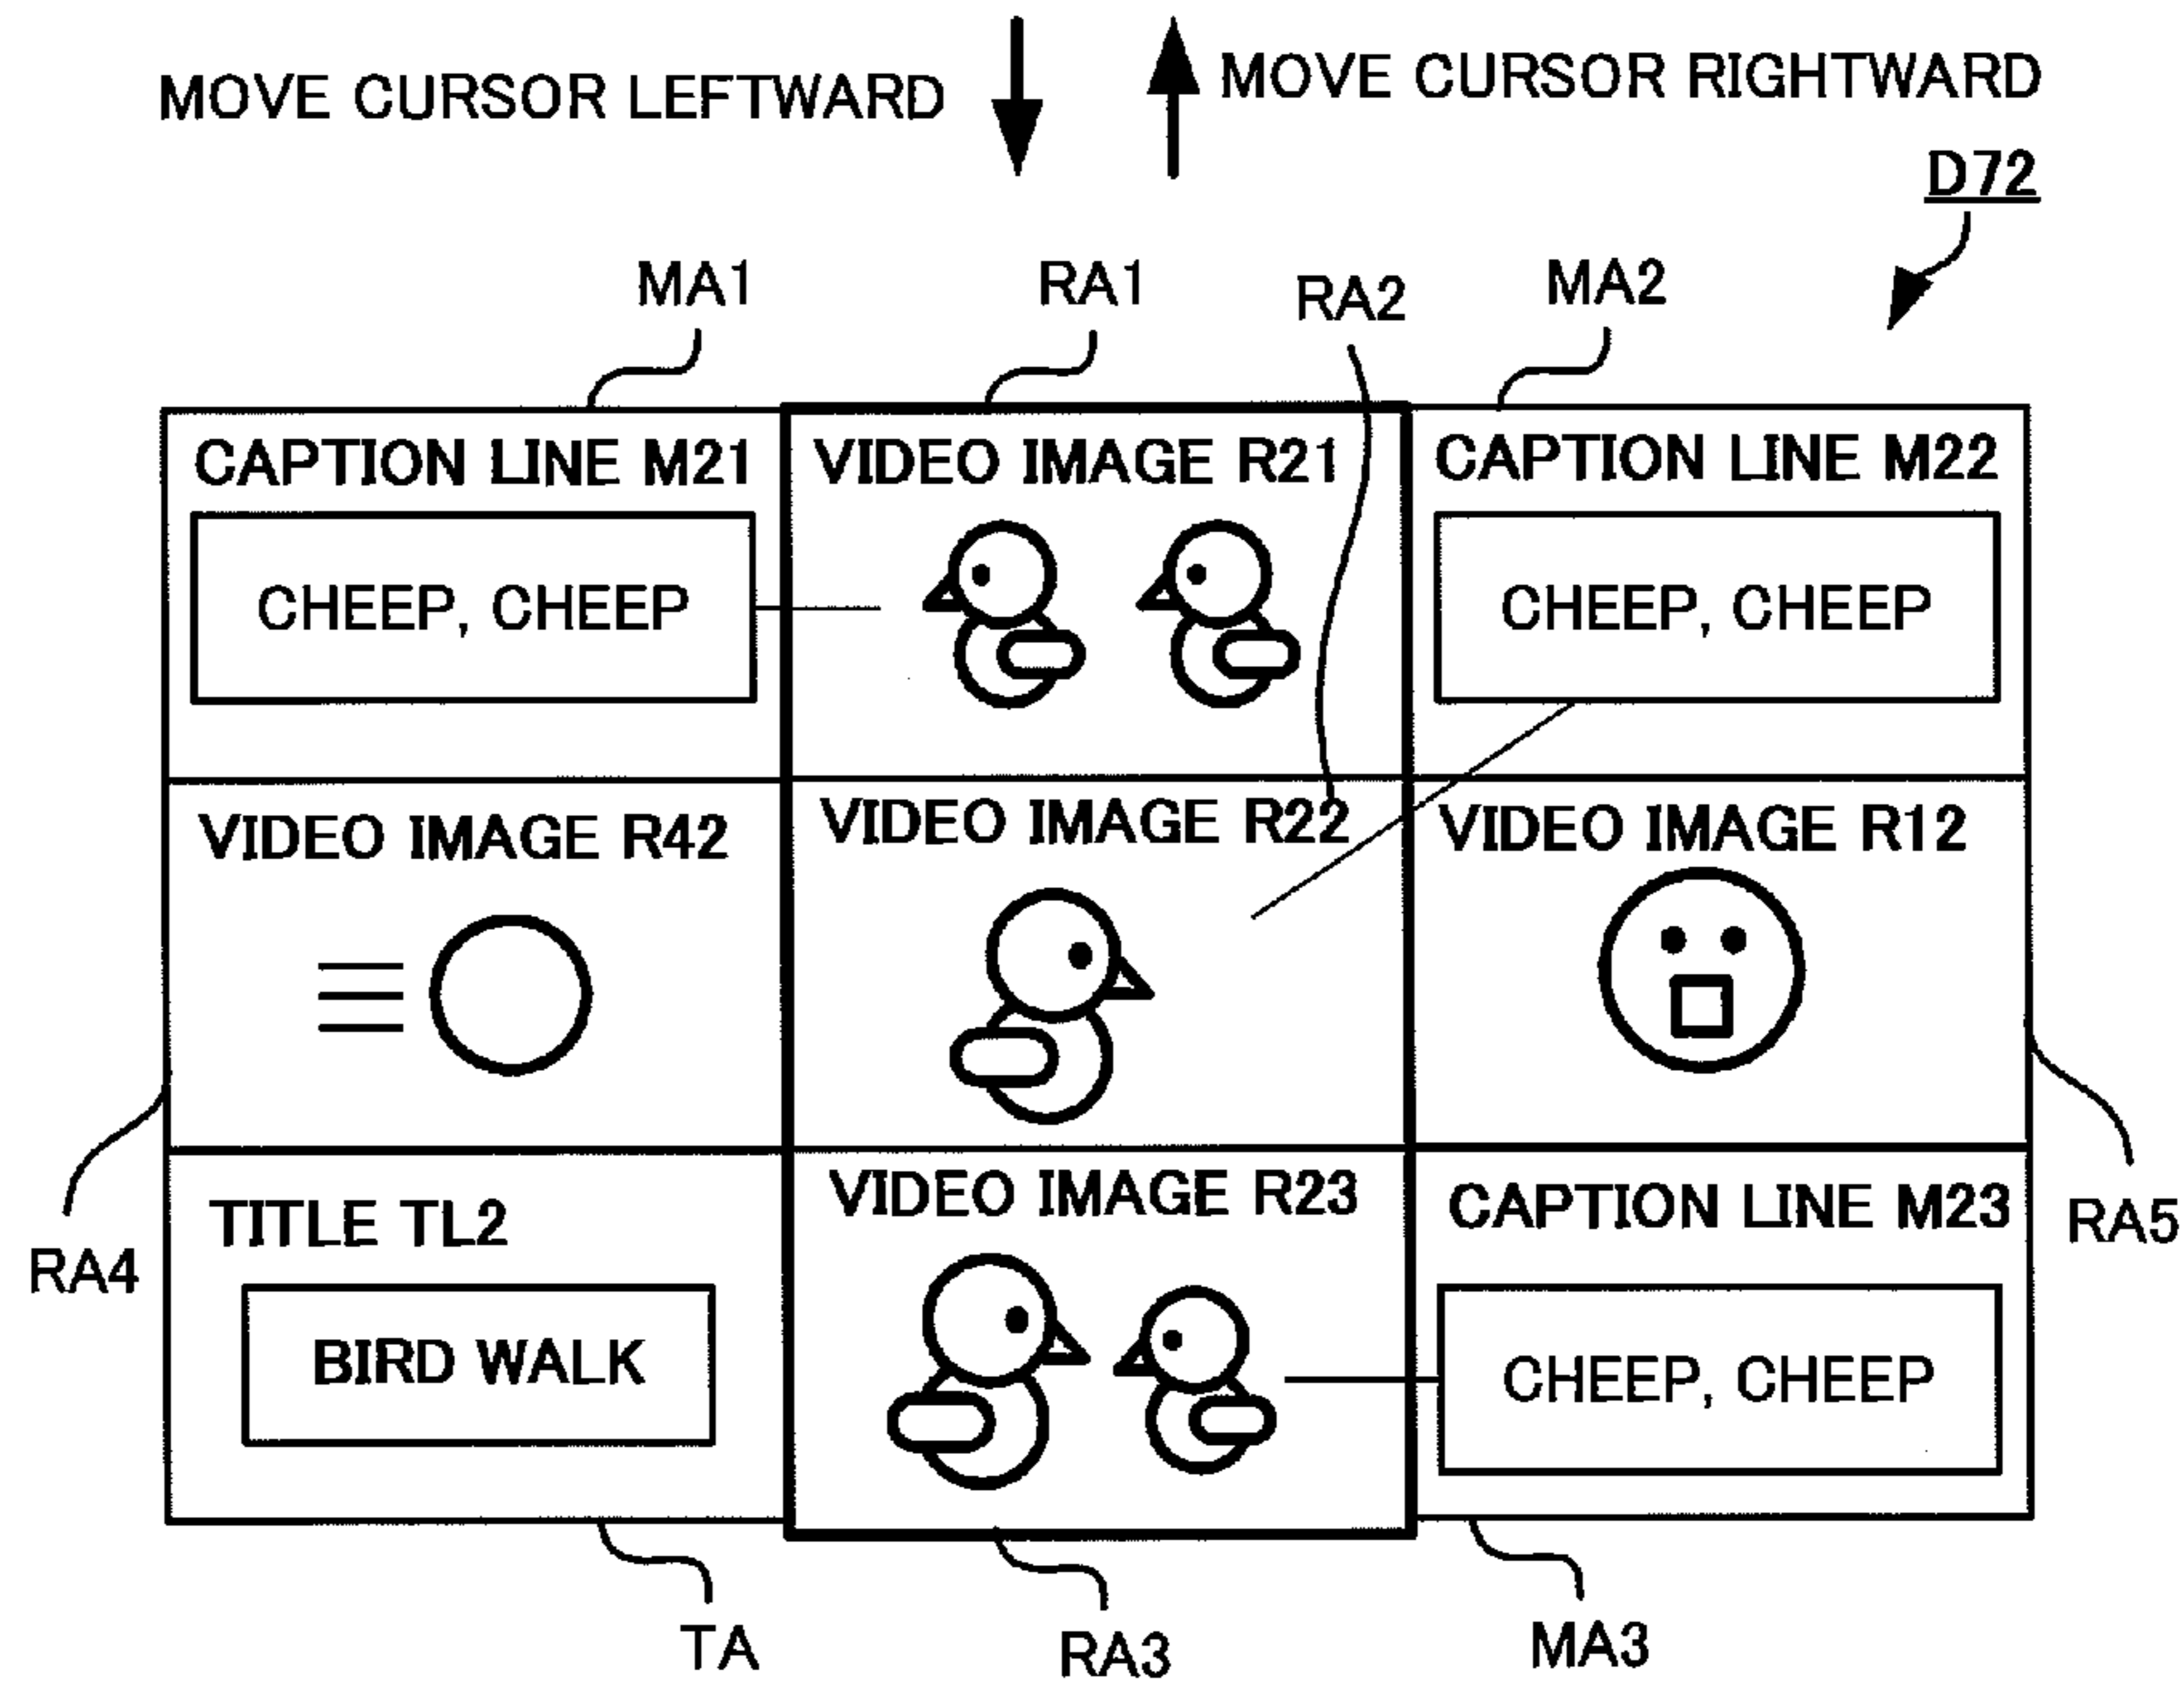 MOVE CURSOR LEFTWARD
MOVE CURSOR RIGHTWARD
D72
MA1
RA1
RA2
MA2
CAPTION LINE M21
VIDEO IMAGE R21
CAPTION LINE M22
CHEEP, CHEEP
CHEEP, CHEEP
VIDEO IMAGE R42
VIDEO IMAGE R22
VIDEO IMAGE R12
TITLE TL2
VIDEO IMAGE R23
CAPTION LINE M23
RA4
RA5
BIRD WALK
CHEEP, CHEEP
TA
RA3
MA3